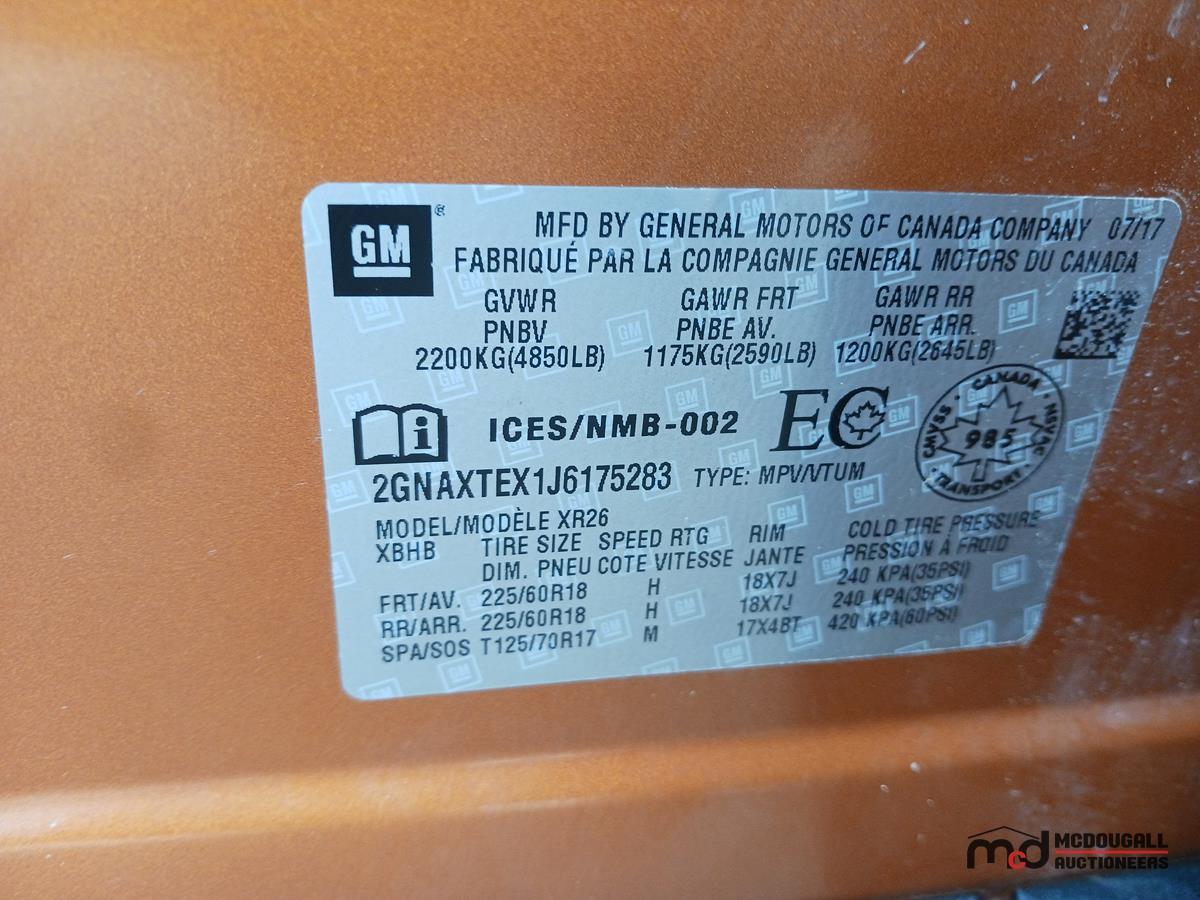 GM
MFD BY GENERAL MOTORS OF CANADA COMPANY 07/17
FABRIQUÉ PAR LA COMPAGNIE GENERAL MOTORS DU CANADA
GVWR GAWR FRT GAWR RR
PNBV PNBE AV. PNBE ARR.
2200KG(4850LB) 1175KG(2590LB) 1200KG(2645LB)
i ICES/NMB-002 EC
CMVSS · CANADA · NSVAC · TRANSPORT ·
985
2GNAXTEX1J6175283 TYPE: MPV/VTUM
MODEL/MODÈLE XR26
XBHB TIRE SIZE SPEED RTG RIM COLD TIRE PRESSURE
DIM. PNEU COTE VITESSE JANTE PRESSION À FROID
FRT/AV. 225/60R18 H 18X7J 240 KPA(35PSI)
RR/ARR. 225/60R18 H 18X7J 240 KPA(35PSI)
SPA/SOS T125/70R17 M 17X4BT 420 KPA(60PSI)
mcd MCDOUGALL
AUCTIONEERS